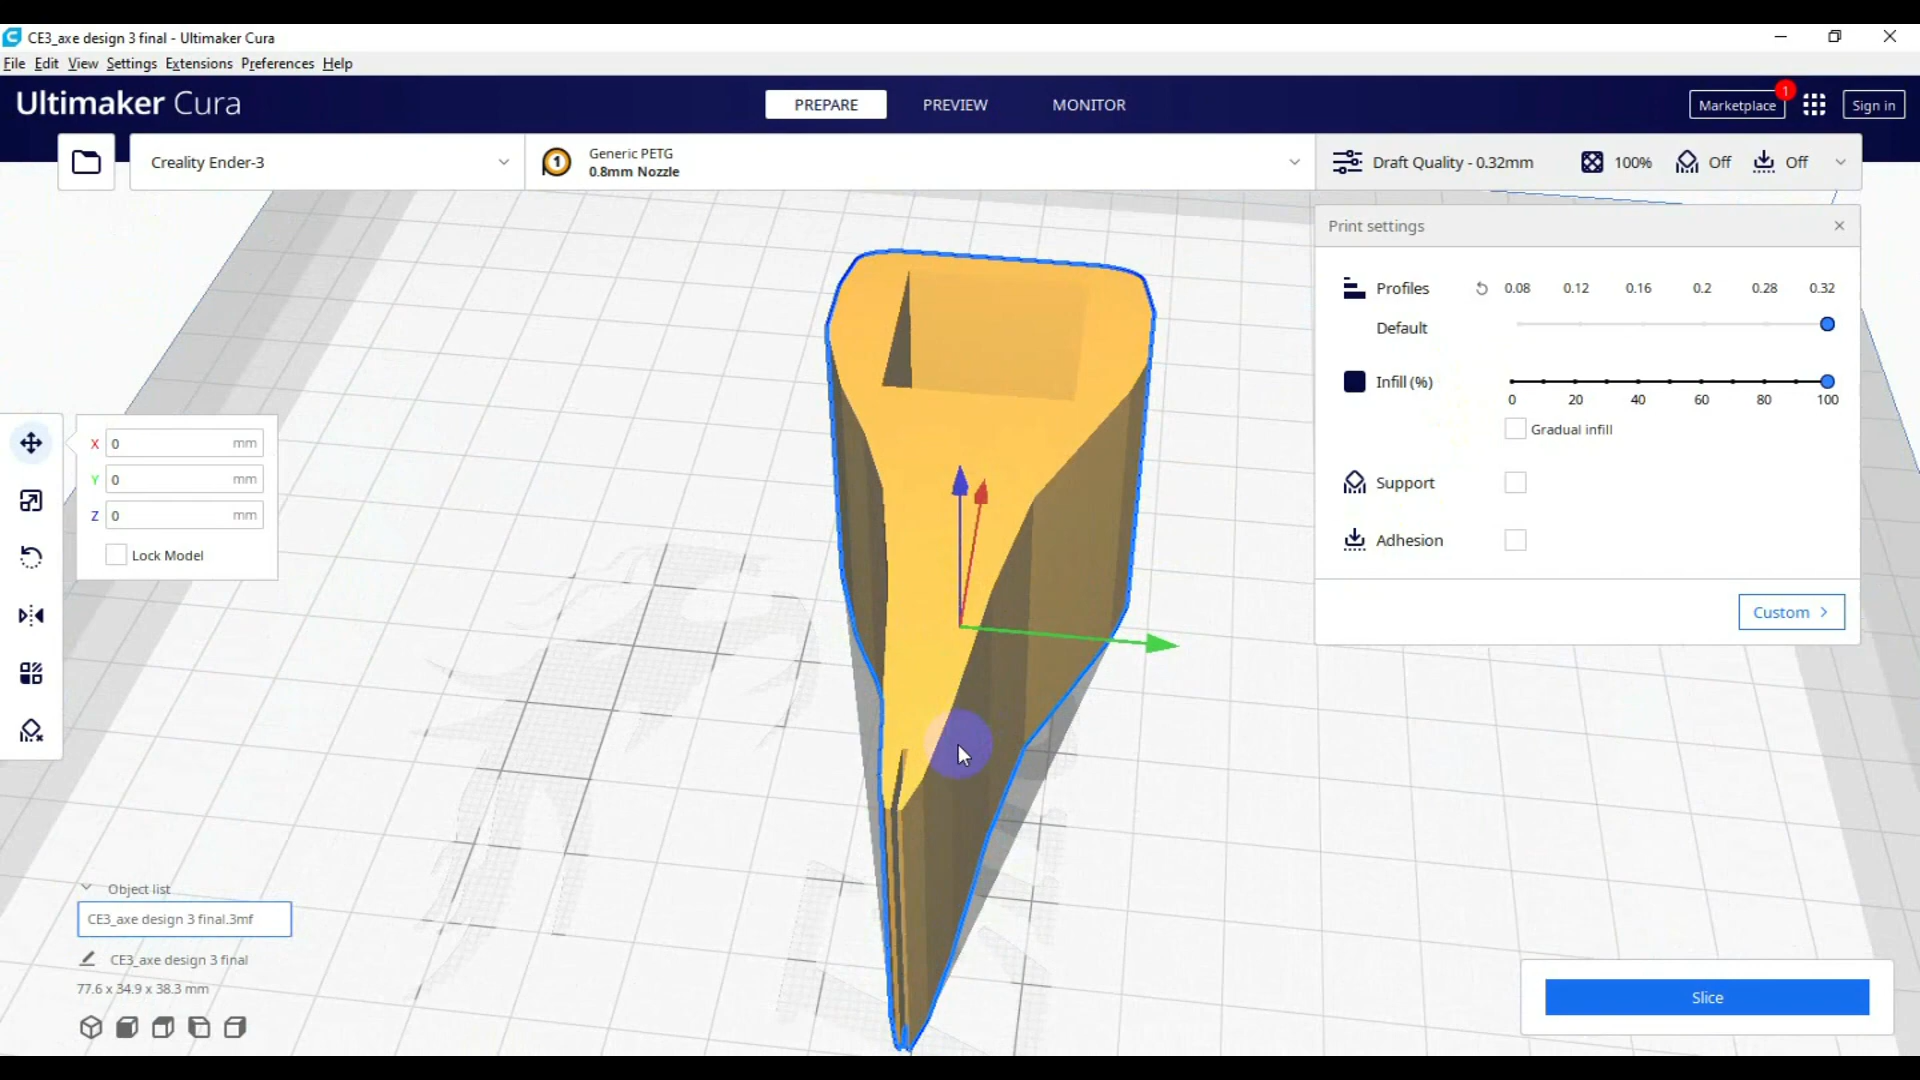 CE3_axe design 3 final - Ultimaker Cura
File Edit View Settings Extensions Preferences Help
Ultimaker Cura
PREPARE PREVIEW MONITOR
Marketplace 1 Sign in
Creality Ender-3
1 Generic PETG
0.8mm Nozzle
Draft Quality - 0.32mm 100% Off Off
Print settings
Profiles 0.08 0.12 0.16 0.2 0.28 0.32
Default
Infill (%)
0 20 40 60 80 100
Gradual infill
Support
Adhesion
Custom
X 0 mm
Y 0 mm
Z 0 mm
Lock Model
Object list
CE3_axe design 3 final.3mf
CE3_axe design 3 final
77.6 x 34.9 x 38.3 mm
Slice